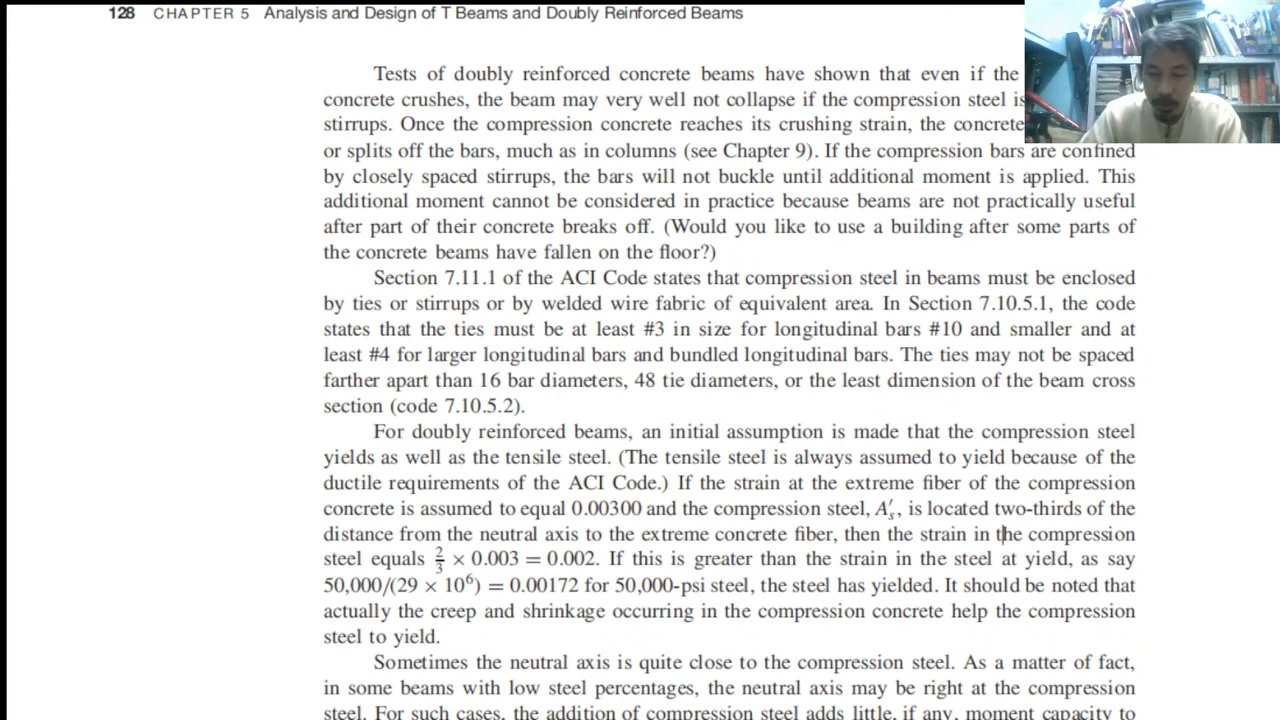 128 CHAPTER 5 Analysis and Design of T Beams and Doubly Reinforced Beams
Tests of doubly reinforced concrete beams have shown that even if the
concrete crushes, the beam may very well not collapse if the compression steel is
stirrups. Once the compression concrete reaches its crushing strain, the concrete
or splits off the bars, much as in columns (see Chapter 9). If the compression bars are confined
by closely spaced stirrups, the bars will not buckle until additional moment is applied. This
additional moment cannot be considered in practice because beams are not practically useful
after part of their concrete breaks off. (Would you like to use a building after some parts of
the concrete beams have fallen on the floor?)
Section 7.11.1 of the ACI Code states that compression steel in beams must be enclosed
by ties or stirrups or by welded wire fabric of equivalent area. In Section 7.10.5.1, the code
states that the ties must be at least #3 in size for longitudinal bars #10 and smaller and at
least #4 for larger longitudinal bars and bundled longitudinal bars. The ties may not be spaced
farther apart than 16 bar diameters, 48 tie diameters, or the least dimension of the beam cross
section (code 7.10.5.2).
For doubly reinforced beams, an initial assumption is made that the compression steel
yields as well as the tensile steel. (The tensile steel is always assumed to yield because of the
ductile requirements of the ACI Code.) If the strain at the extreme fiber of the compression
concrete is assumed to equal 0.00300 and the compression steel, A′s, is located two-thirds of the
distance from the neutral axis to the extreme concrete fiber, then the strain in the compression
steel equals 2/3 × 0.003 = 0.002. If this is greater than the strain in the steel at yield, as say
50,000/(29 × 10⁶) = 0.00172 for 50,000-psi steel, the steel has yielded. It should be noted that
actually the creep and shrinkage occurring in the compression concrete help the compression
steel to yield.
Sometimes the neutral axis is quite close to the compression steel. As a matter of fact,
in some beams with low steel percentages, the neutral axis may be right at the compression
steel. For such cases, the addition of compression steel adds little, if any, moment capacity to